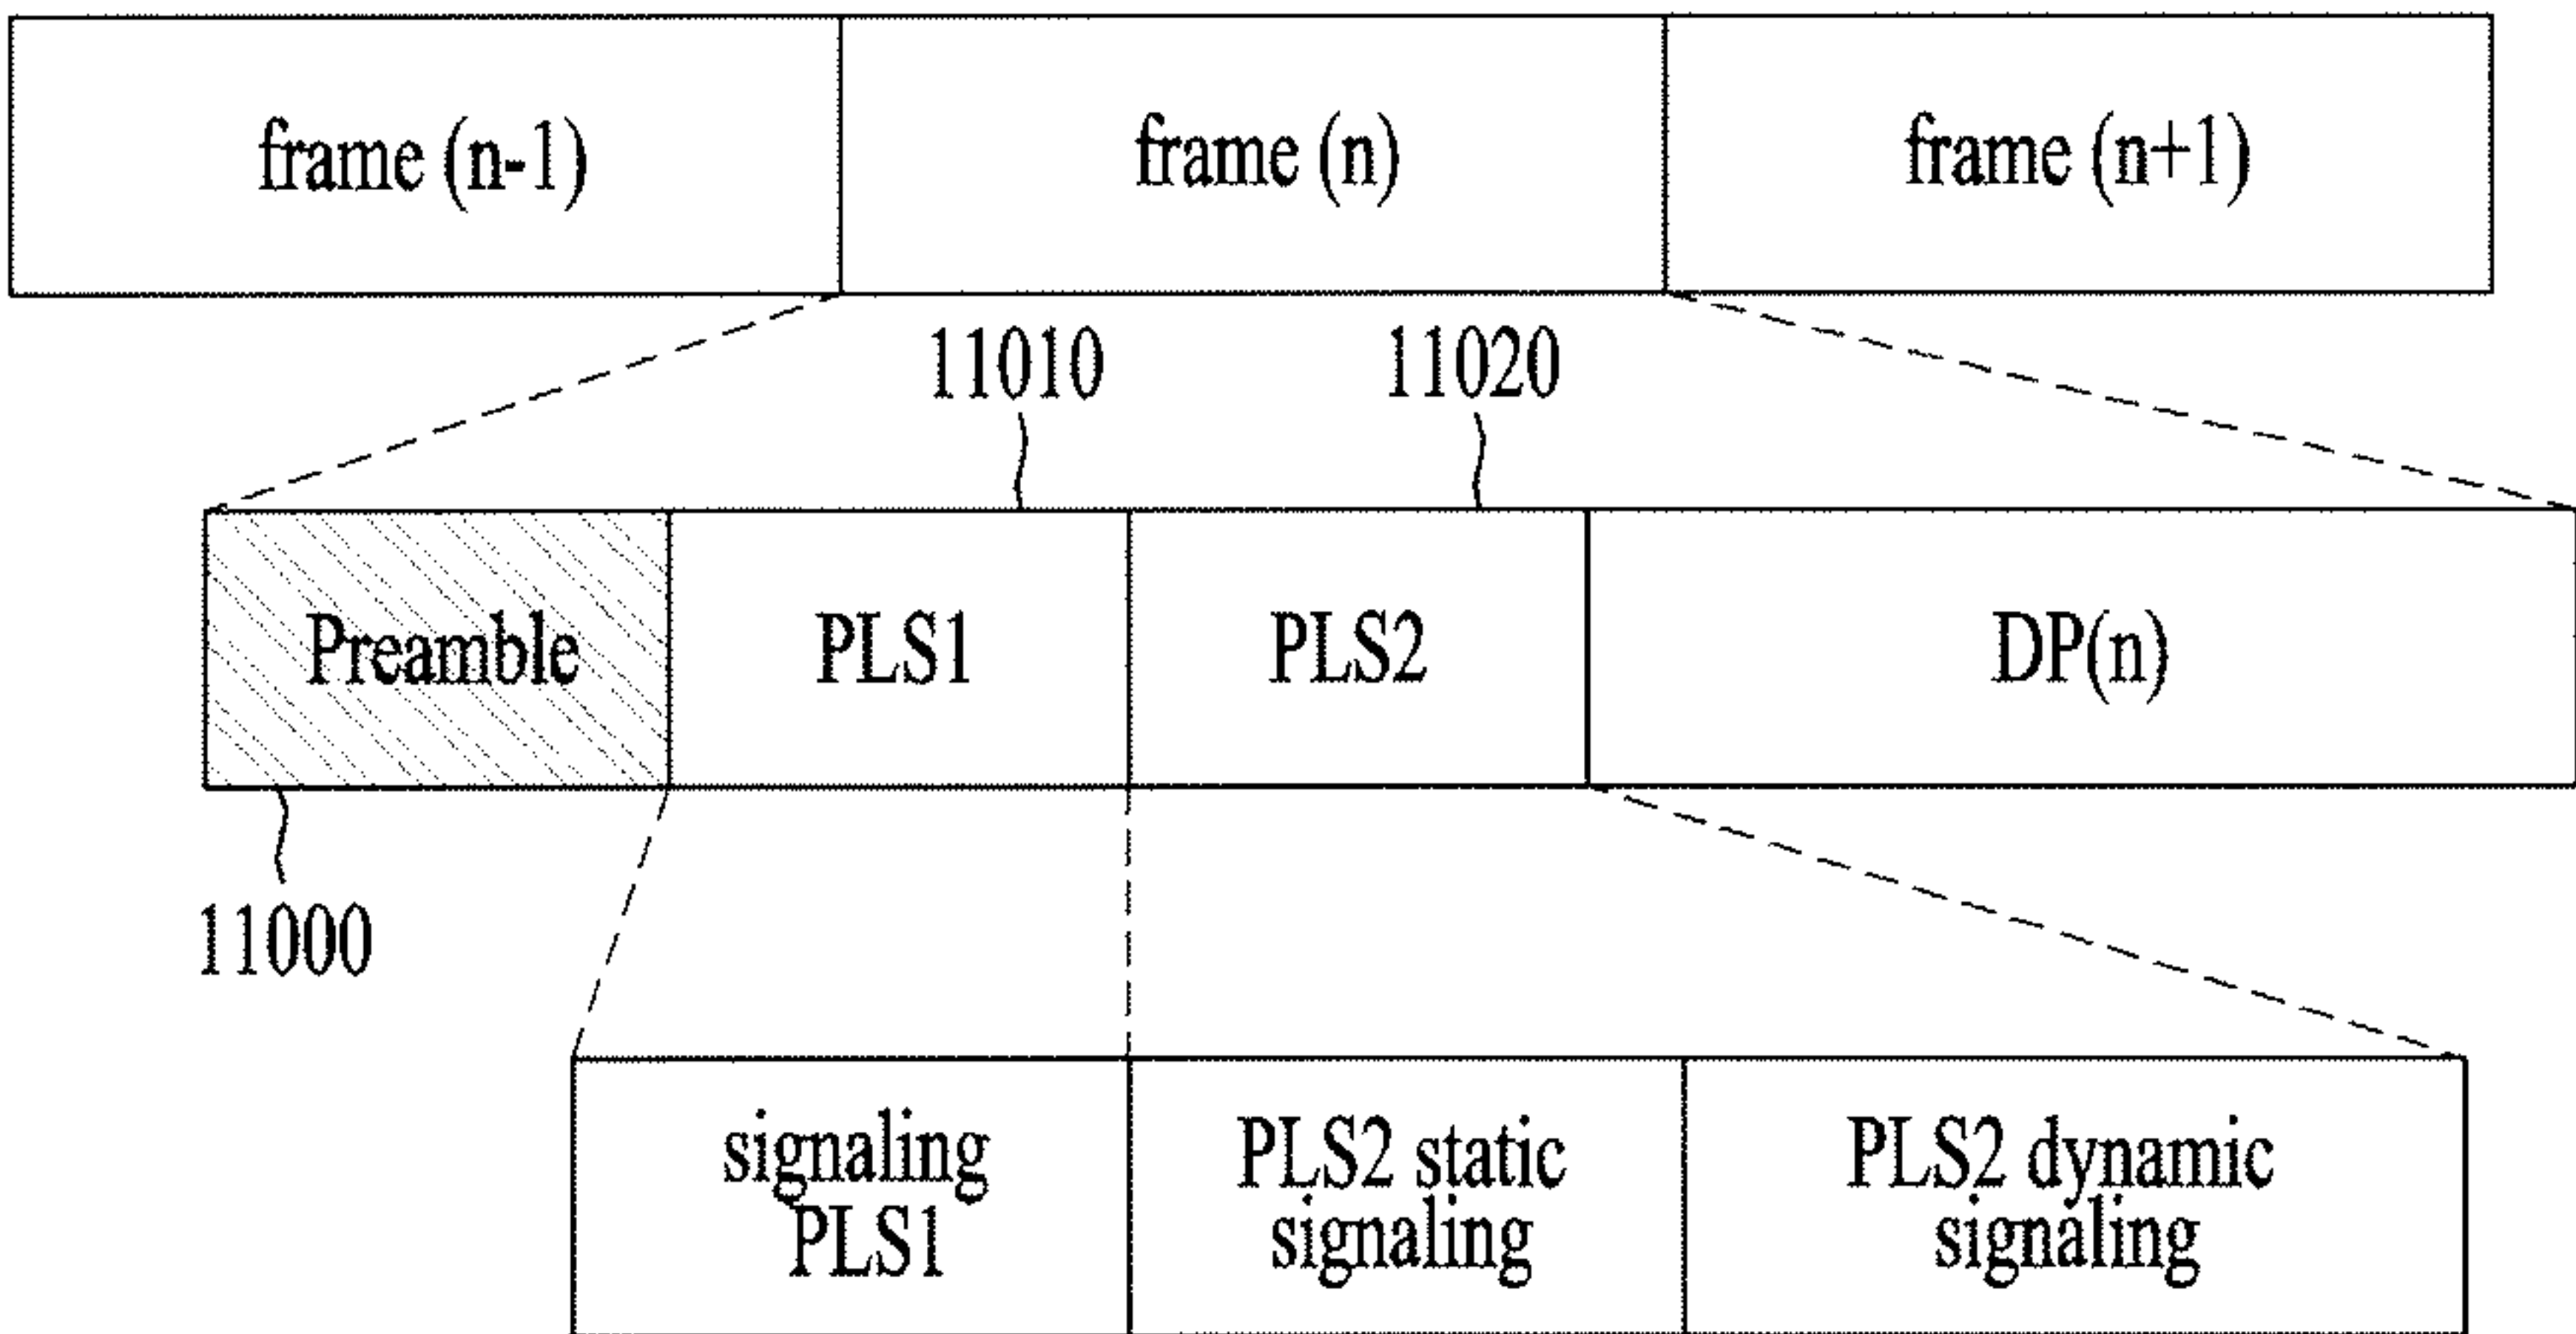 frame (n-1)
frame (n)
frame (n+1)
11010
11020
Preamble
PLS1
PLS2
DP(n)
11000
signaling
PLS1
PLS2 static
signaling
PLS2 dynamic
signaling